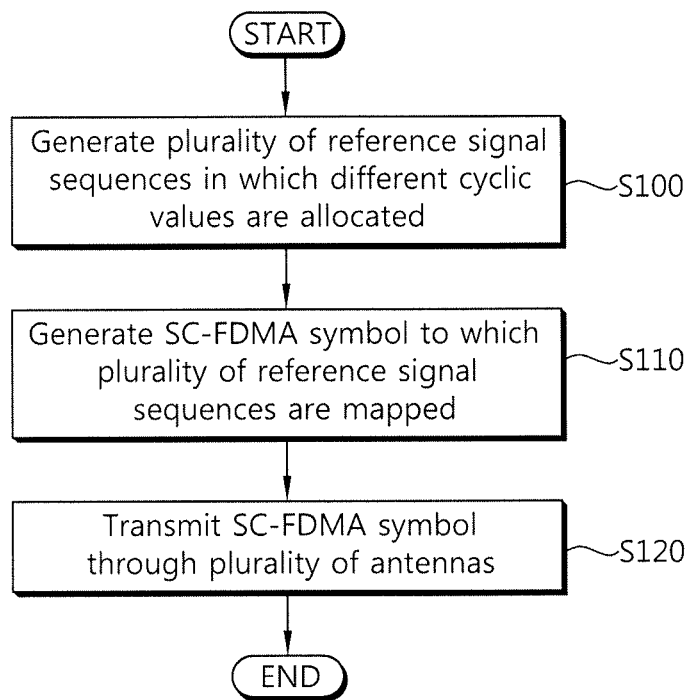 START
Generate plurality of reference signal
sequences in which different cyclic
values are allocated
S100
Generate SC-FDMA symbol to which
plurality of reference signal
sequences are mapped
S110
Transmit SC-FDMA symbol
through plurality of antennas
S120
END